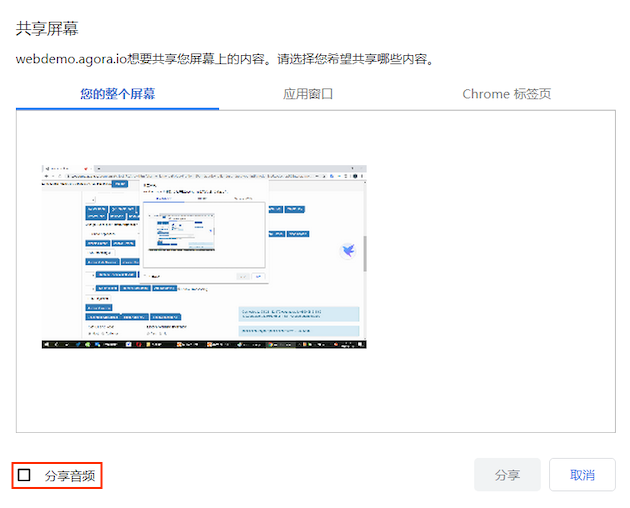 共享屏幕
webdemo.agora.io想要共享您屏幕上的内容。请选择您希望共享哪些内容。
您的整个屏幕 应用窗口 Chrome 标签页
分享音频 分享 取消